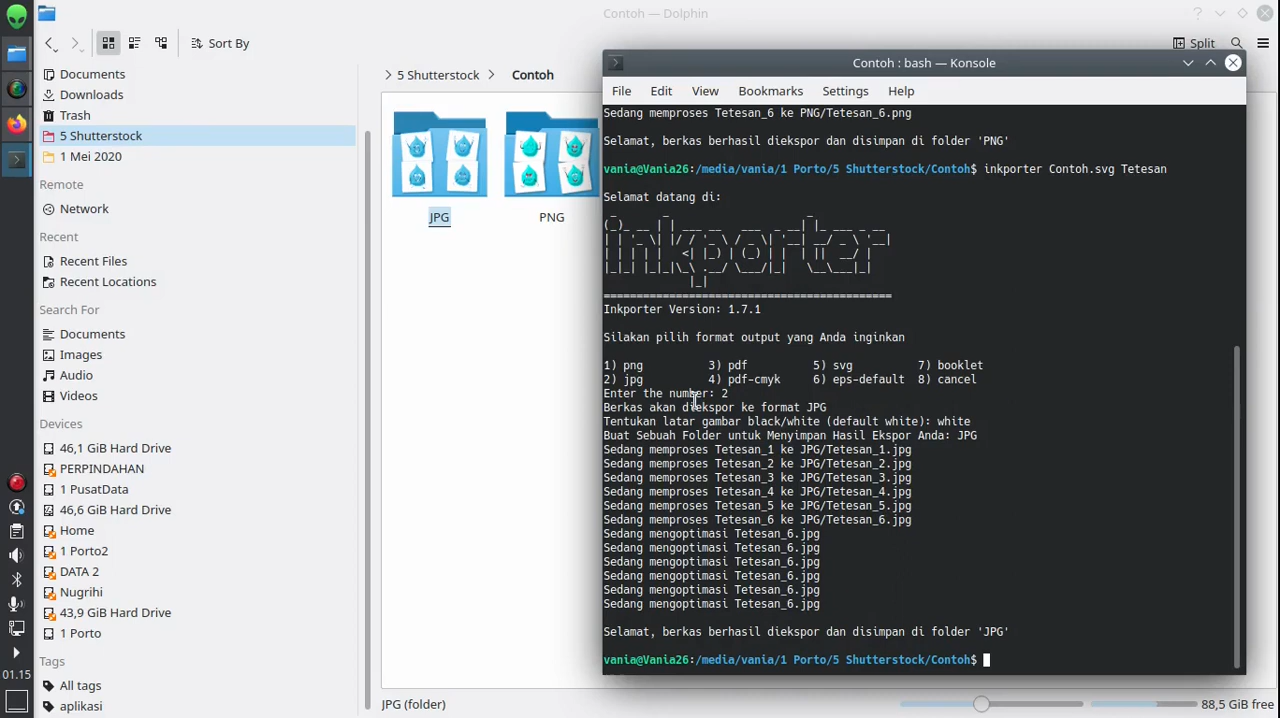 Contoh — Dolphin
Sort By
Split
Documents
Downloads
Trash
5 Shutterstock
1 Mei 2020
Remote
Network
Recent
Recent Files
Recent Locations
Search For
Documents
Images
Audio
Videos
Devices
46,1 GiB Hard Drive
PERPINDAHAN
1 PusatData
46,6 GiB Hard Drive
Home
1 Porto2
DATA 2
Nugrihi
43,9 GiB Hard Drive
1 Porto
Tags
All tags
aplikasi
01.15
5 Shutterstock > Contoh
JPG
PNG
JPG (folder)
88,5 GiB free
Contoh : bash — Konsole
File Edit View Bookmarks Settings Help
Sedang memproses Tetesan_6 ke PNG/Tetesan_6.png
Selamat, berkas berhasil diekspor dan disimpan di folder 'PNG'
vania@Vania26:/media/vania/1 Porto/5 Shutterstock/Contoh$ inkporter Contoh.svg Tetesan
Selamat datang di:
inkporter
===========================================
Inkporter Version: 1.7.1
Silakan pilih format output yang Anda inginkan
1) png 3) pdf 5) svg 7) booklet
2) jpg 4) pdf-cmyk 6) eps-default 8) cancel
Enter the number: 2
Berkas akan diekspor ke format JPG
Tentukan latar gambar black/white (default white): white
Buat Sebuah Folder untuk Menyimpan Hasil Ekspor Anda: JPG
Sedang memproses Tetesan_1 ke JPG/Tetesan_1.jpg
Sedang memproses Tetesan_2 ke JPG/Tetesan_2.jpg
Sedang memproses Tetesan_3 ke JPG/Tetesan_3.jpg
Sedang memproses Tetesan_4 ke JPG/Tetesan_4.jpg
Sedang memproses Tetesan_5 ke JPG/Tetesan_5.jpg
Sedang memproses Tetesan_6 ke JPG/Tetesan_6.jpg
Sedang mengoptimasi Tetesan_6.jpg
Sedang mengoptimasi Tetesan_6.jpg
Sedang mengoptimasi Tetesan_6.jpg
Sedang mengoptimasi Tetesan_6.jpg
Sedang mengoptimasi Tetesan_6.jpg
Sedang mengoptimasi Tetesan_6.jpg
Selamat, berkas berhasil diekspor dan disimpan di folder 'JPG'
vania@Vania26:/media/vania/1 Porto/5 Shutterstock/Contoh$